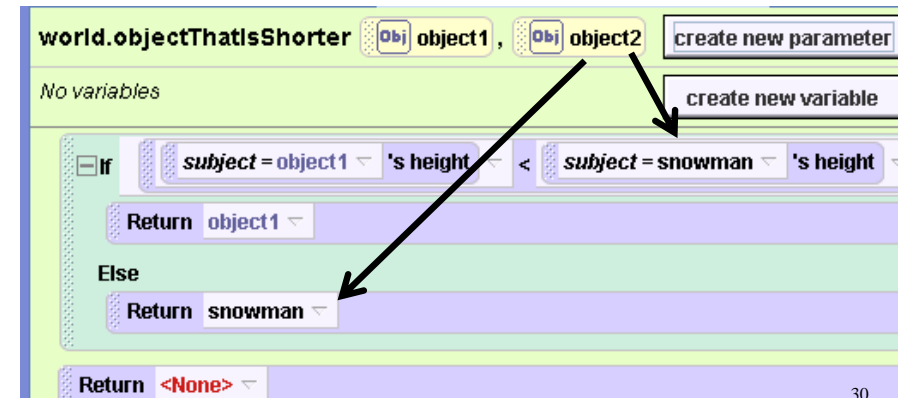 world.objectThatIsShorter Obj object1 , Obj object2 create new parameter
No variables create new variable
If subject = object1 's height < subject = snowman 's height
Return object1
Else
Return snowman
Return <None>
30